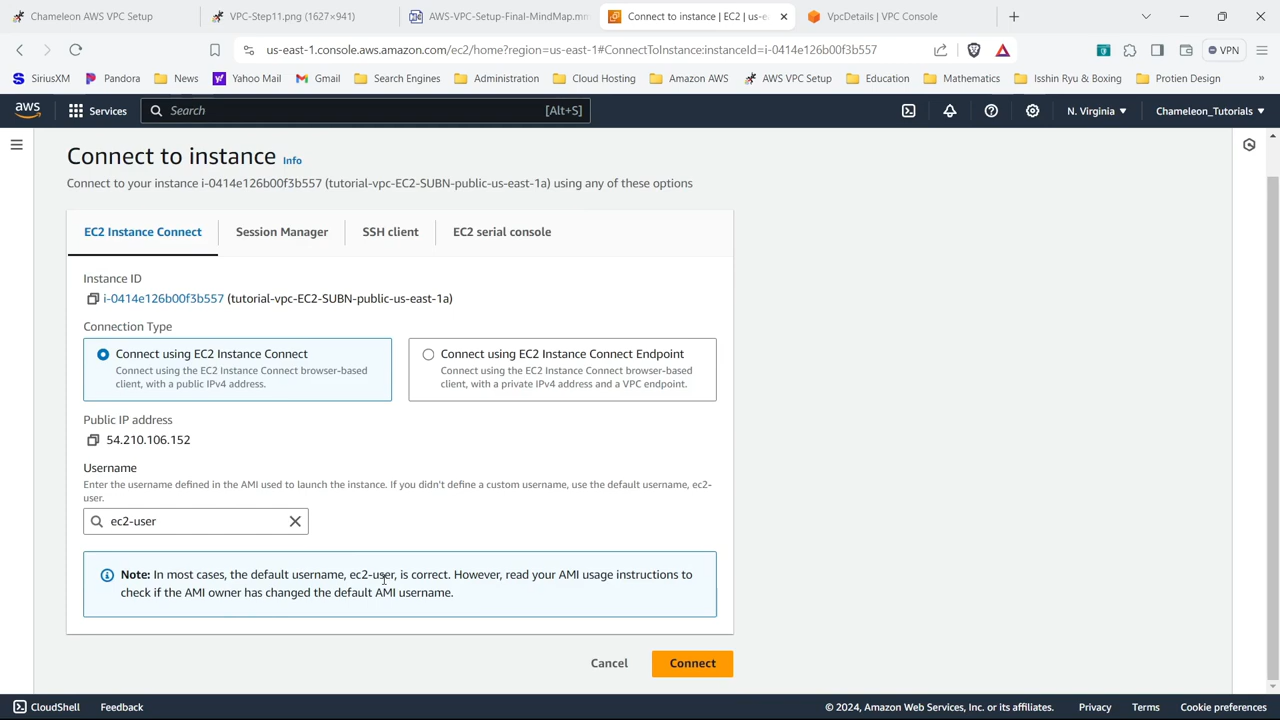 Chameleon AWS VPC Setup
VPC-Step11.png (1627×941)
AWS-VPC-Setup-Final-MindMap.mm
Connect to instance | EC2 | us-e
VpcDetails | VPC Console
us-east-1.console.aws.amazon.com/ec2/home?region=us-east-1#ConnectToInstance:instanceId=i-0414e126b00f3b557
VPN
SiriusXM
Pandora
News
Yahoo Mail
Gmail
Search Engines
Administration
Cloud Hosting
Amazon AWS
AWS VPC Setup
Education
Mathematics
Isshin Ryu & Boxing
Protien Design
»
aws
Services
Search
[Alt+S]
N. Virginia
Chameleon_Tutorials
Connect to instance Info
Connect to your instance i-0414e126b00f3b557 (tutorial-vpc-EC2-SUBN-public-us-east-1a) using any of these options
EC2 Instance Connect
Session Manager
SSH client
EC2 serial console
Instance ID
i-0414e126b00f3b557 (tutorial-vpc-EC2-SUBN-public-us-east-1a)
Connection Type
Connect using EC2 Instance Connect
Connect using the EC2 Instance Connect browser-based
client, with a public IPv4 address.
Connect using EC2 Instance Connect Endpoint
Connect using the EC2 Instance Connect browser-based
client, with a private IPv4 address and a VPC endpoint.
Public IP address
54.210.106.152
Username
Enter the username defined in the AMI used to launch the instance. If you didn't define a custom username, use the default username, ec2-
user.
ec2-user
Note: In most cases, the default username, ec2-user, is correct. However, read your AMI usage instructions to
check if the AMI owner has changed the default AMI username.
Cancel
Connect
CloudShell
Feedback
© 2024, Amazon Web Services, Inc. or its affiliates.
Privacy
Terms
Cookie preferences